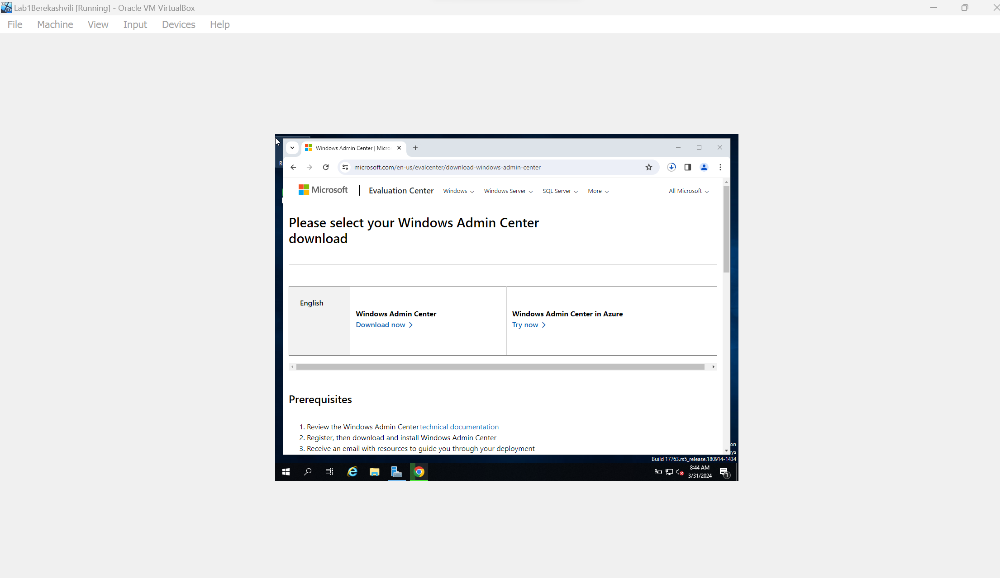 Lab1Berekashvili [Running] - Oracle VM VirtualBox
File Machine View Input Devices Help
Windows Admin Center | Micro
microsoft.com/en-us/evalcenter/download-windows-admin-center
Microsoft Evaluation Center Windows Windows Server SQL Server More All Microsoft
Please select your Windows Admin Center
download
English
Windows Admin Center
Download now
Windows Admin Center in Azure
Try now
Prerequisites
1. Review the Windows Admin Center technical documentation
2. Register, then download and install Windows Admin Center
3. Receive an email with resources to guide you through your deployment
Build 17763.rs5_release.180914-1434
8:44 AM
3/31/2024
1